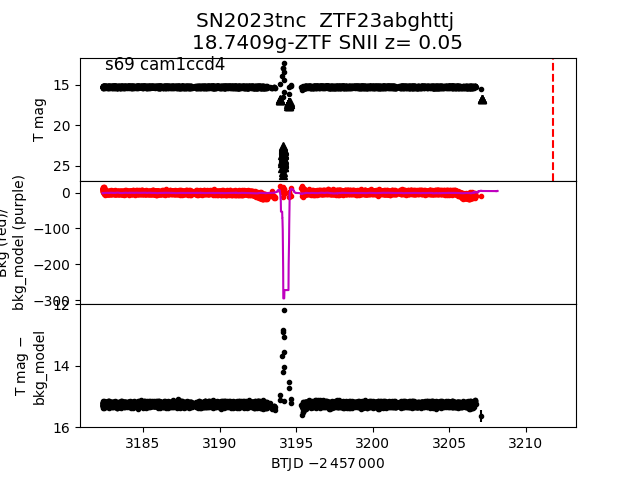 SN2023tnc ZTF23abghttj
18.7409g-ZTF SNII z= 0.05
s69 cam1ccd4
T mag
15
20
25
Bkg (red)/
bkg_model (purple)
0
−100
−200
−300
T mag −
bkg_model
12
14
16
3185 3190 3195 3200 3205 3210
BTJD −2 457 000